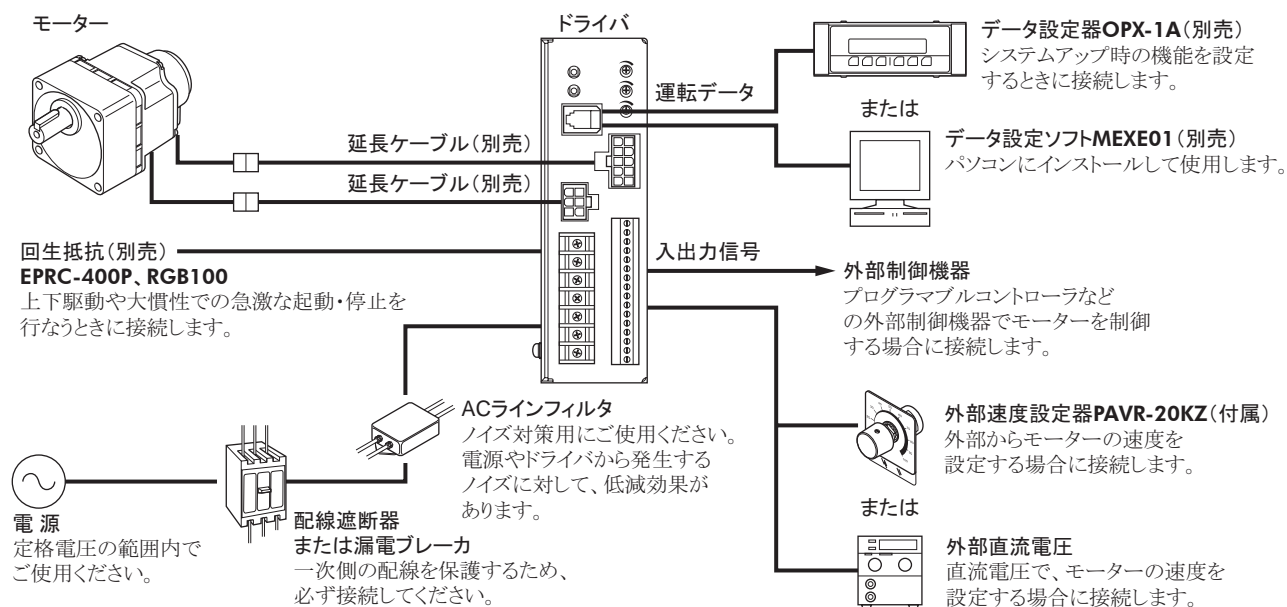 モーター
ドライバ
データ設定器OPX-1A(別売)
システムアップ時の機能を設定
するときに接続します。
運転データ
または
データ設定ソフトMEXE01(別売)
パソコンにインストールして使用します。
延長ケーブル(別売)
延長ケーブル(別売)
回生抵抗(別売)
EPRC-400P、RGB100
上下駆動や大慣性での急激な起動・停止を
行なうときに接続します。
入出力信号
外部制御機器
プログラマブルコントローラなど
の外部制御機器でモーターを制御
する場合に接続します。
ACラインフィルタ
ノイズ対策用にご使用ください。
電源やドライバから発生する
ノイズに対して、低減効果が
あります。
外部速度設定器PAVR-20KZ(付属)
外部からモーターの速度を
設定する場合に接続します。
または
電 源
定格電圧の範囲内で
ご使用ください。
配線遮断器
または漏電ブレーカ
一次側の配線を保護するため、
必ず接続してください。
外部直流電圧
直流電圧で、モーターの速度を
設定する場合に接続します。